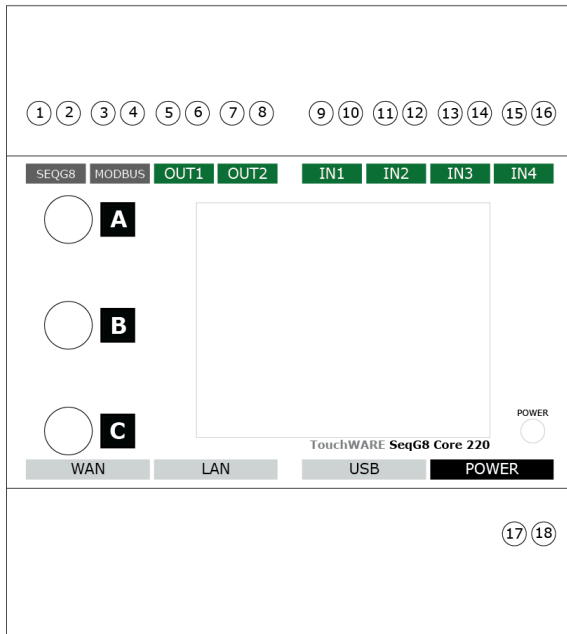 1 2 3 4 5 6 7 8 9 10 11 12 13 14 15 16
SEQG8 MODBUS OUT1 OUT2 IN1 IN2 IN3 IN4
A
B
POWER
C
TouchWARE SeqG8 Core 220
WAN LAN USB POWER
17 18